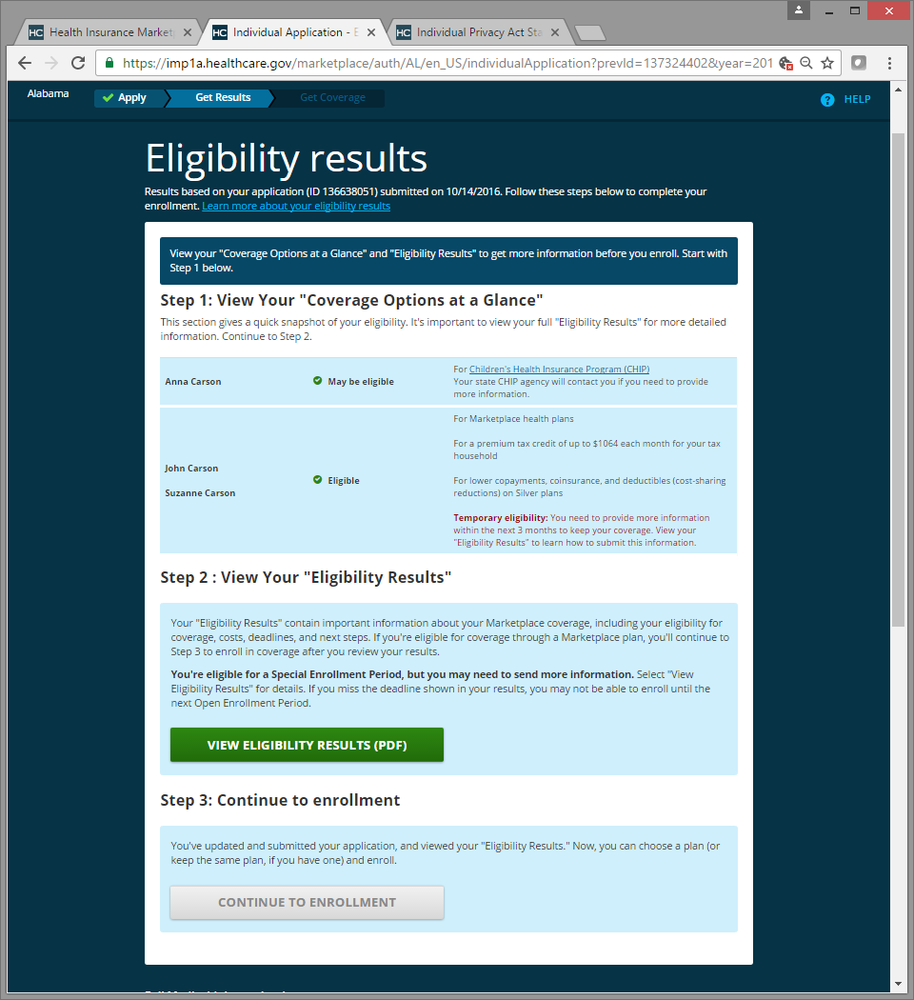 Health Insurance Market
Individual Application - E
Individual Privacy Act Sta
https://imp1a.healthcare.gov/marketplace/auth/AL/en_US/individualApplication?prevId=137324402&year=201
Alabama
Apply
Get Results
Get Coverage
? HELP
Eligibility results
Results based on your application (ID 136638051) submitted on 10/14/2016. Follow these steps below to complete your
enrollment. Learn more about your eligibility results
View your "Coverage Options at a Glance" and "Eligibility Results" to get more information before you enroll. Start with
Step 1 below.
Step 1: View Your "Coverage Options at a Glance"
This section gives a quick snapshot of your eligibility. It's important to view your full "Eligibility Results" for more detailed
information. Continue to Step 2.
Anna Carson
May be eligible
For Children's Health Insurance Program (CHIP)
Your state CHIP agency will contact you if you need to provide
more information.
John Carson
Suzanne Carson
Eligible
For Marketplace health plans
For a premium tax credit of up to $1064 each month for your tax
household
For lower copayments, coinsurance, and deductibles (cost-sharing
reductions) on Silver plans
Temporary eligibility: You need to provide more information
within the next 3 months to keep your coverage. View your
"Eligibility Results" to learn how to submit this information.
Step 2 : View Your "Eligibility Results"
Your "Eligibility Results" contain important information about your Marketplace coverage, including your eligibility for
coverage, costs, deadlines, and next steps. If you're eligible for coverage through a Marketplace plan, you'll continue to
Step 3 to enroll in coverage after you review your results.
You're eligible for a Special Enrollment Period, but you may need to send more information. Select "View
Eligibility Results" for details. If you miss the deadline shown in your results, you may not be able to enroll until the
next Open Enrollment Period.
VIEW ELIGIBILITY RESULTS (PDF)
Step 3: Continue to enrollment
You've updated and submitted your application, and viewed your "Eligibility Results." Now, you can choose a plan (or
keep the same plan, if you have one) and enroll.
CONTINUE TO ENROLLMENT